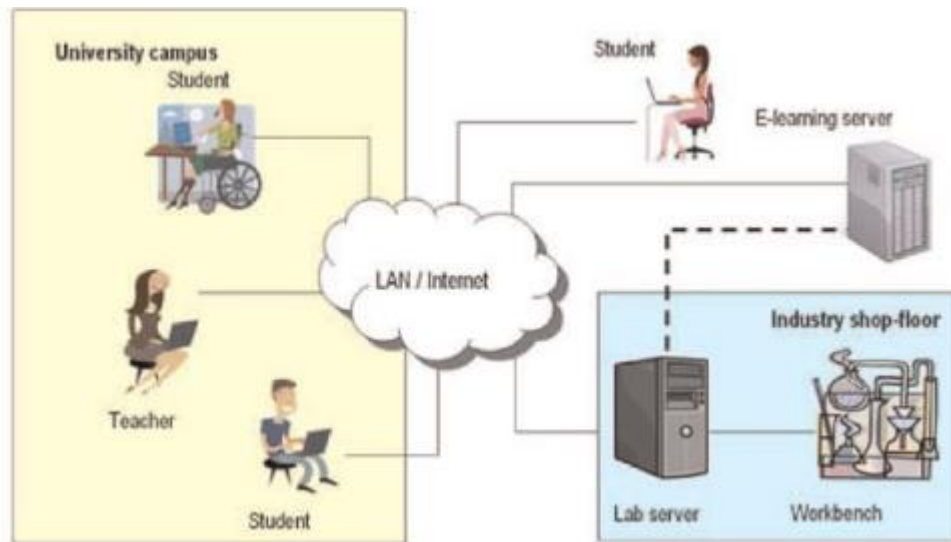 University campus
Student
Student
E-learning server
LAN / Internet
Industry shop-floor
Teacher
Student
Lab server
Workbench